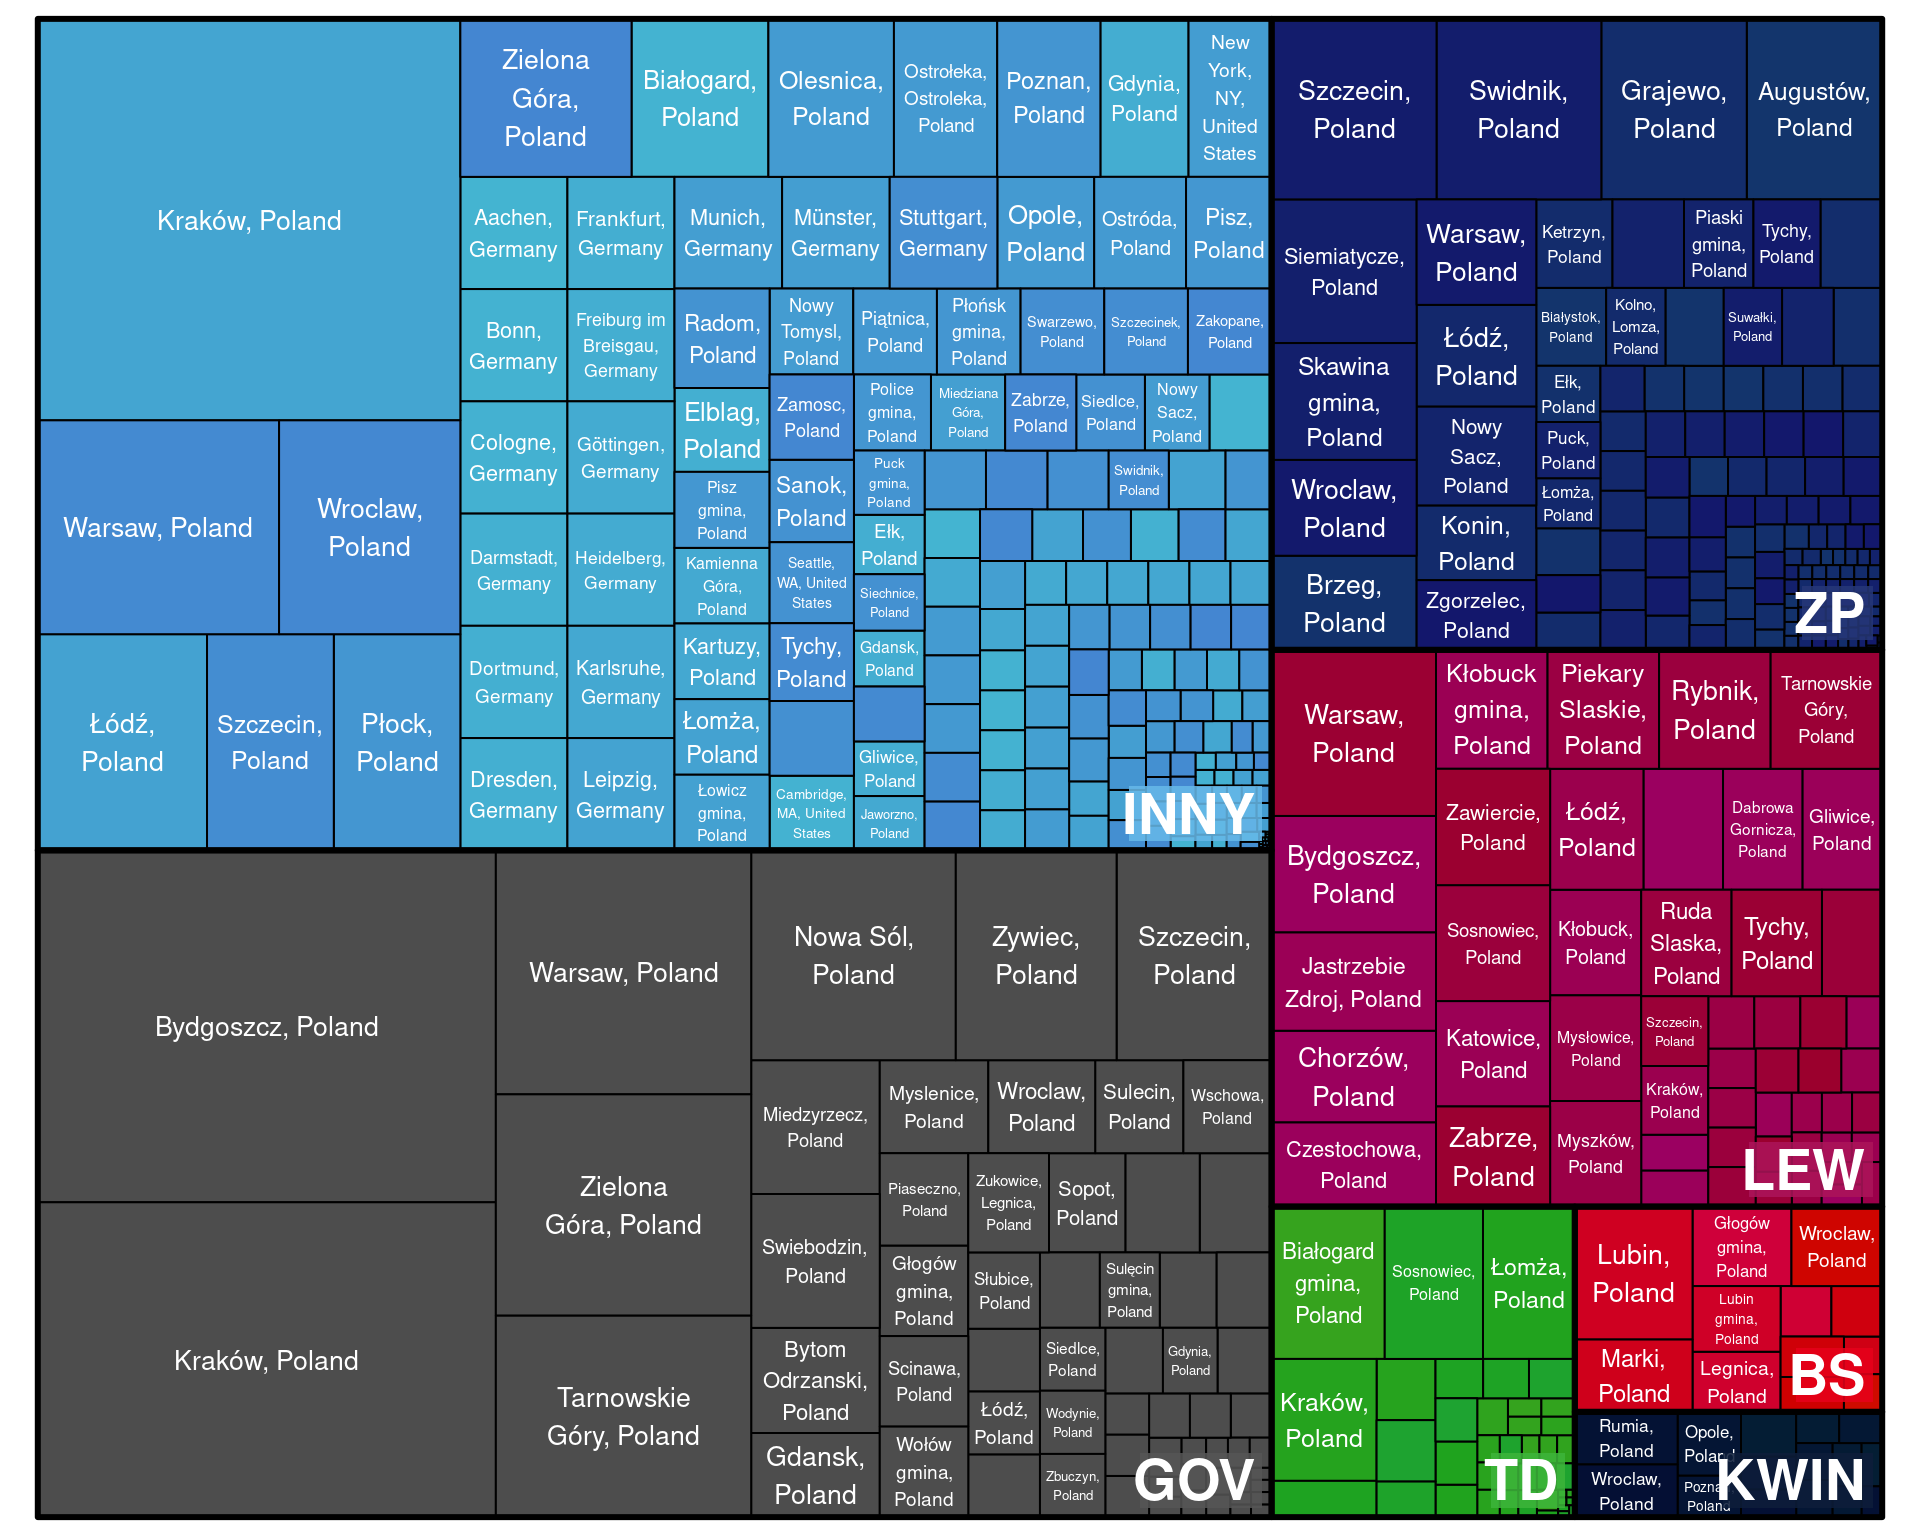 Kraków, Poland
Warsaw, Poland
Wroclaw,
Poland
Łódź,
Poland
Szczecin,
Poland
Płock,
Poland
Zielona
Góra,
Poland
Białogard,
Poland
Olesnica,
Poland
Ostrołeka,
Ostroleka,
Poland
Poznan,
Poland
Gdynia,
Poland
New
York,
NY,
United
States
Aachen,
Germany
Frankfurt,
Germany
Munich,
Germany
Münster,
Germany
Stuttgart,
Germany
Opole,
Poland
Ostróda,
Poland
Pisz,
Poland
Bonn,
Germany
Freiburg im
Breisgau,
Germany
Cologne,
Germany
Göttingen,
Germany
Darmstadt,
Germany
Heidelberg,
Germany
Dortmund,
Germany
Karlsruhe,
Germany
Dresden,
Germany
Leipzig,
Germany
Radom,
Poland
Elblag,
Poland
Pisz
gmina,
Poland
Kamienna
Góra,
Poland
Kartuzy,
Poland
Łomża,
Poland
Łowicz
gmina,
Poland
Nowy
Tomysl,
Poland
Piątnica,
Poland
Płońsk
gmina,
Poland
Swarzewo,
Poland
Szczecinek,
Poland
Zakopane,
Poland
Zamosc,
Poland
Sanok,
Poland
Seattle,
WA, United
States
Tychy,
Poland
Cambridge,
MA, United
States
Police
gmina,
Poland
Miedziana
Góra,
Poland
Zabrze,
Poland
Siedlce,
Poland
Nowy
Sacz,
Poland
Puck
gmina,
Poland
Swidnik,
Poland
Ełk,
Poland
Siechnice,
Poland
Gdansk,
Poland
Gliwice,
Poland
Jaworzno,
Poland
INNY
Szczecin,
Poland
Swidnik,
Poland
Grajewo,
Poland
Augustów,
Poland
Siemiatycze,
Poland
Skawina
gmina,
Poland
Wroclaw,
Poland
Brzeg,
Poland
Warsaw,
Poland
Łódź,
Poland
Nowy
Sacz,
Poland
Konin,
Poland
Zgorzelec,
Poland
Ketrzyn,
Poland
Piaski
gmina,
Poland
Tychy,
Poland
Białystok,
Poland
Kolno,
Lomza,
Poland
Suwałki,
Poland
Ełk,
Poland
Puck,
Poland
Łomża,
Poland
ZP
Bydgoszcz, Poland
Kraków, Poland
Warsaw, Poland
Zielona
Góra, Poland
Tarnowskie
Góry, Poland
Nowa Sól,
Poland
Zywiec,
Poland
Szczecin,
Poland
Miedzyrzecz,
Poland
Swiebodzin,
Poland
Bytom
Odrzanski,
Poland
Gdansk,
Poland
Myslenice,
Poland
Wroclaw,
Poland
Sulecin,
Poland
Wschowa,
Poland
Piaseczno,
Poland
Głogów
gmina,
Poland
Scinawa,
Poland
Wołów
gmina,
Poland
Zukowice,
Legnica,
Poland
Sopot,
Poland
Słubice,
Poland
Sulęcin
gmina,
Poland
Siedlce,
Poland
Gdynia,
Poland
Łódź,
Poland
Wodynie,
Poland
Zbuczyn,
Poland
GOV
Warsaw,
Poland
Bydgoszcz,
Poland
Jastrzebie
Zdroj, Poland
Chorzów,
Poland
Czestochowa,
Poland
Kłobuck
gmina,
Poland
Piekary
Slaskie,
Poland
Rybnik,
Poland
Tarnowskie
Góry,
Poland
Zawiercie,
Poland
Sosnowiec,
Poland
Katowice,
Poland
Zabrze,
Poland
Łódź,
Poland
Dabrowa
Gornicza,
Poland
Gliwice,
Poland
Kłobuck,
Poland
Mysłowice,
Poland
Myszków,
Poland
Ruda
Slaska,
Poland
Tychy,
Poland
Szczecin,
Poland
Kraków,
Poland
LEW
Białogard
gmina,
Poland
Sosnowiec,
Poland
Łomża,
Poland
Kraków,
Poland
TD
Lubin,
Poland
Marki,
Poland
Głogów
gmina,
Poland
Wroclaw,
Poland
Lubin
gmina,
Poland
Legnica,
Poland
BS
Rumia,
Poland
Wroclaw,
Poland
Opole,
Poland
Poland
KWIN